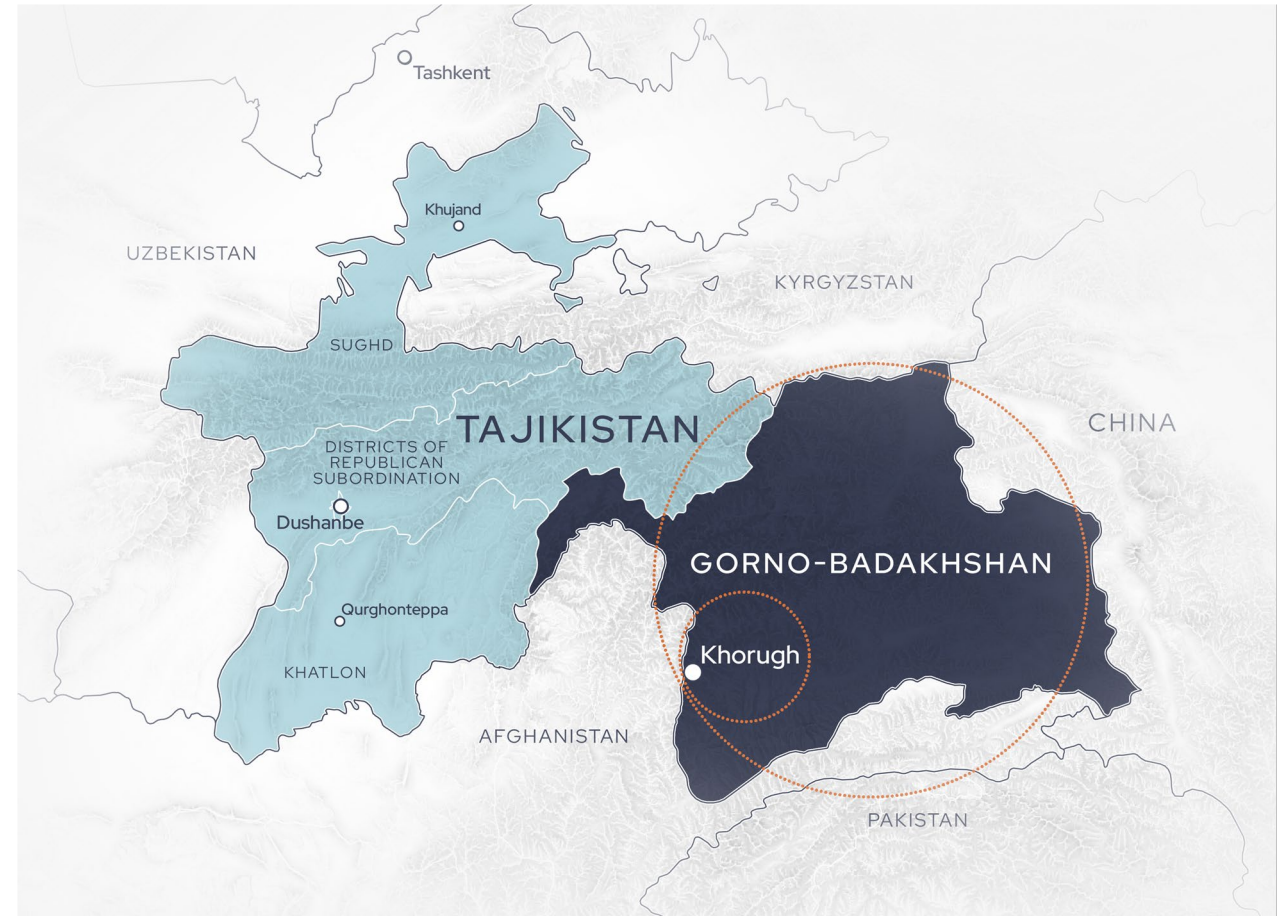 Tashkent
Khujand
UZBEKISTAN
KYRGYZSTAN
SUGHD
TAJIKISTAN
CHINA
DISTRICTS OF
REPUBLICAN
SUBORDINATION
Dushanbe
GORNO-BADAKHSHAN
Qurghonteppa
Khorugh
KHATLON
AFGHANISTAN
PAKISTAN